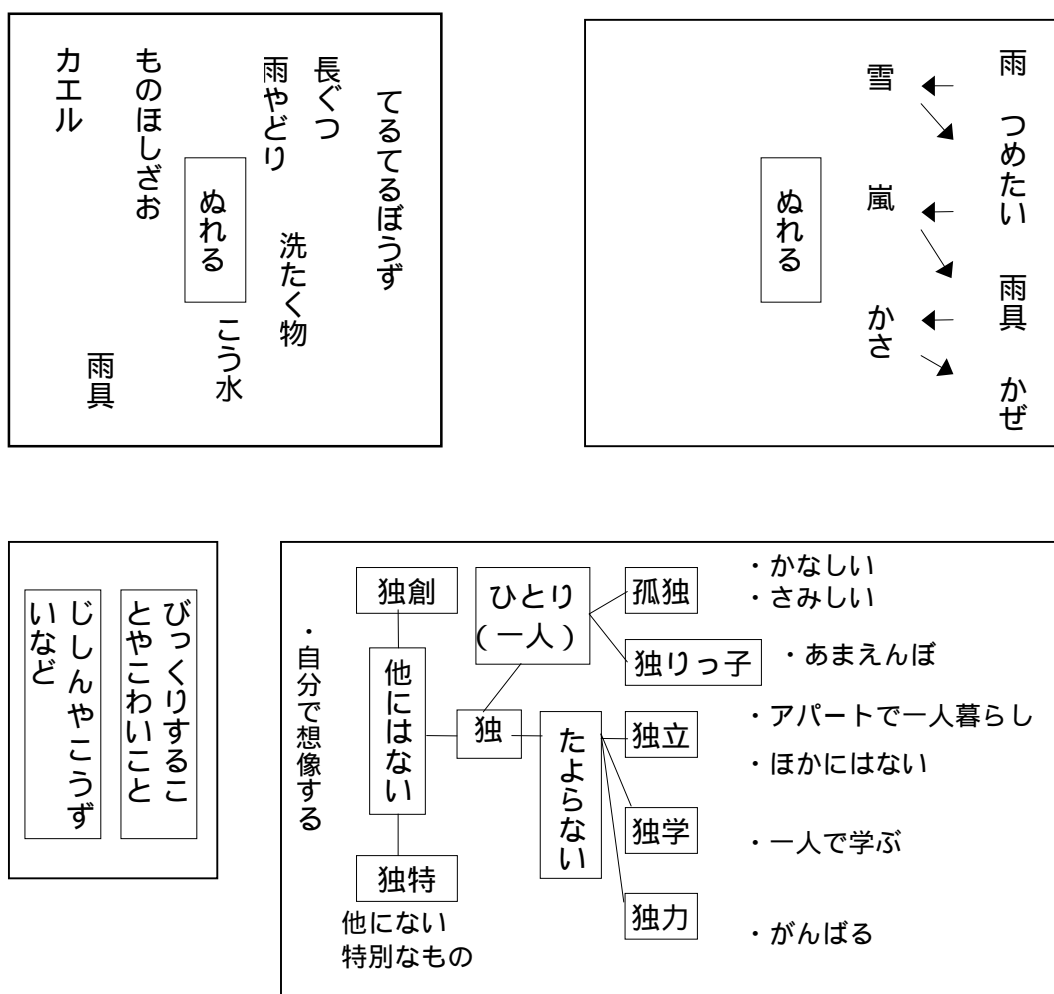 てるてるぼうず
長ぐつ
雨やどり
洗たく物
ぬれる
こう水
ものほしざお
雨具
カエル
雨 つめたい 雨具 かぜ
雪 嵐 かさ
ぬれる
びっくりするこ
とやこわいこと
じしんやこうず
いなど
独創
・自分で想像する
他にはない
独特
他にない
特別なもの
独
ひとり
(一人)
孤独
・かなしい
・さみしい
独りっ子
・あまえんぼ
たよらない
独立
・アパートで一人暮らし
・ほかにはない
独学
・一人で学ぶ
独力
・がんばる